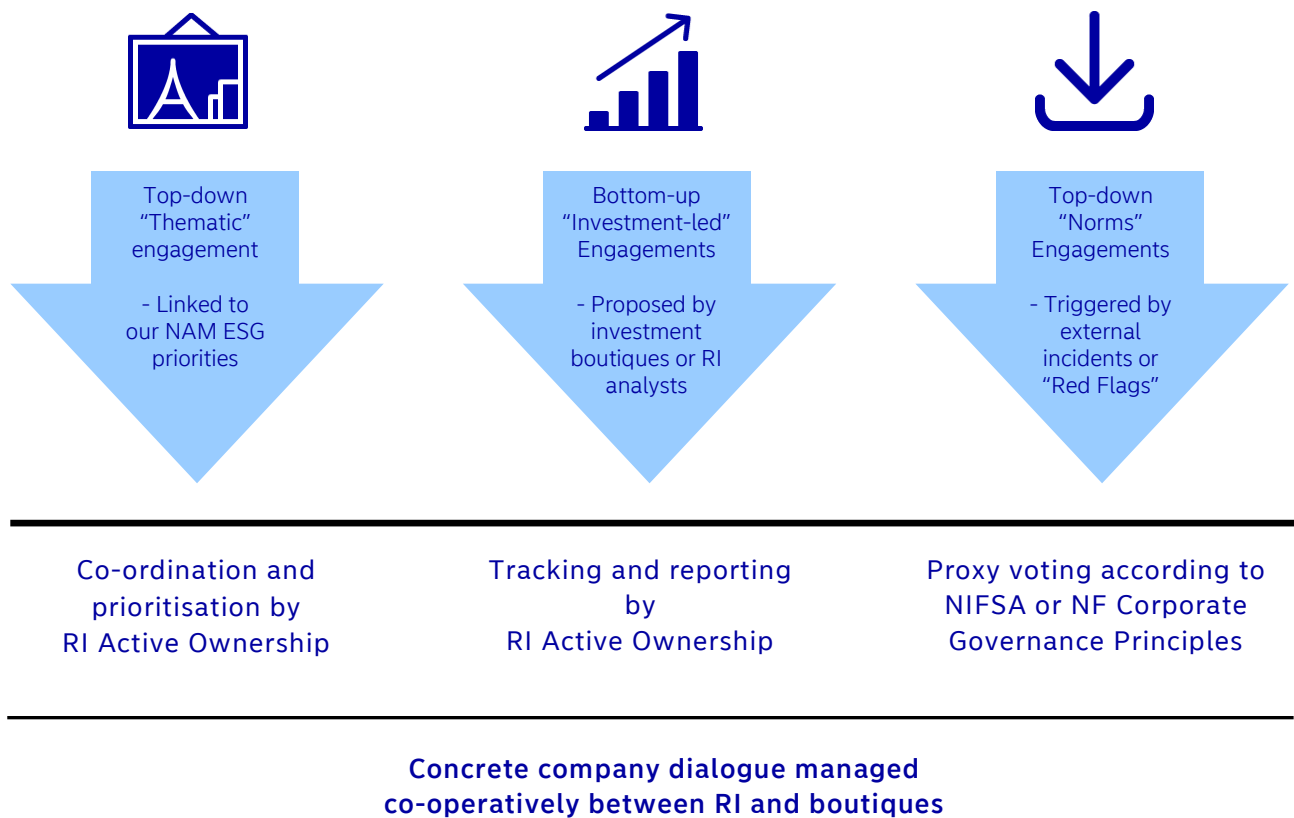 Top-down
“Thematic”
engagement
- Linked to
our NAM ESG
priorities
Bottom-up
“Investment-led”
Engagements
- Proposed by
investment
boutiques or RI
analysts
Top-down
“Norms”
Engagements
- Triggered by
external
incidents or
“Red Flags”
Co-ordination and
prioritisation by
RI Active Ownership
Tracking and reporting
by
RI Active Ownership
Proxy voting according to
NIFSA or NF Corporate
Governance Principles
Concrete company dialogue managed
co-operatively between RI and boutiques